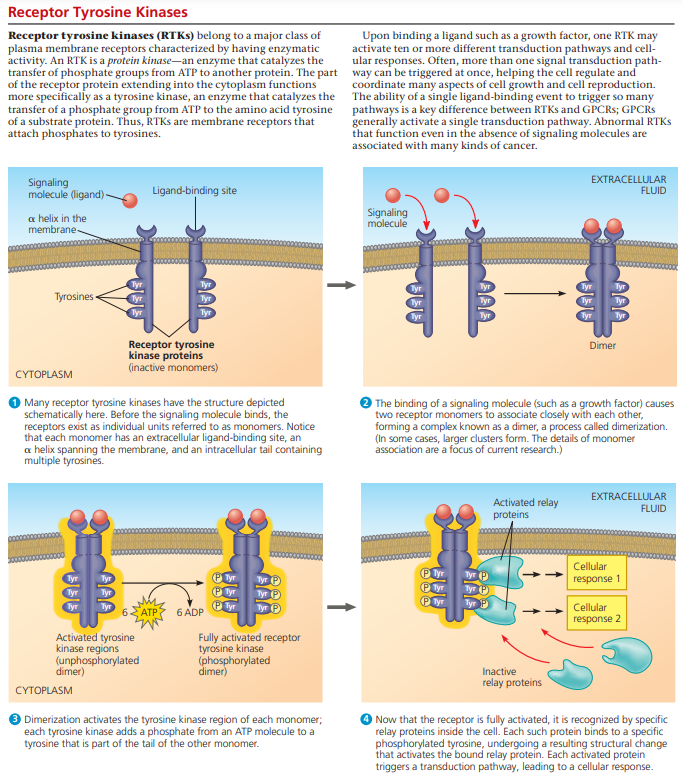 Receptor Tyrosine Kinases
Receptor tyrosine kinases (RTKs) belong to a major class of
plasma membrane receptors characterized by having enzymatic
activity. An RTK is a protein kinase—an enzyme that catalyzes the
transfer of phosphate groups from ATP to another protein. The part
of the receptor protein extending into the cytoplasm functions
more specifically as a tyrosine kinase, an enzyme that catalyzes the
transfer of a phosphate group from ATP to the amino acid tyrosine
of a substrate protein. Thus, RTKs are membrane receptors that
attach phosphates to tyrosines.
Upon binding a ligand such as a growth factor, one RTK may
activate ten or more different transduction pathways and cell-
ular responses. Often, more than one signal transduction path-
way can be triggered at once, helping the cell regulate and
coordinate many aspects of cell growth and cell reproduction.
The ability of a single ligand-binding event to trigger so many
pathways is a key difference between RTKs and GPCRs; GPCRs
generally activate a single transduction pathway. Abnormal RTKs
that function even in the absence of signaling molecules are
associated with many kinds of cancer.
Signaling
molecule (ligand)
Ligand-binding site
α helix in the
membrane
Tyrosines
Tyr
Tyr
Tyr
Tyr
Tyr
Tyr
Receptor tyrosine
kinase proteins
(inactive monomers)
CYTOPLASM
1 Many receptor tyrosine kinases have the structure depicted
schematically here. Before the signaling molecule binds, the
receptors exist as individual units referred to as monomers. Notice
that each monomer has an extracellular ligand-binding site, an
α helix spanning the membrane, and an intracellular tail containing
multiple tyrosines.
EXTRACELLULAR
FLUID
Signaling
molecule
Tyr
Tyr
Tyr
Tyr
Tyr
Tyr
Tyr
Tyr
Tyr
Tyr
Tyr
Tyr
Dimer
2 The binding of a signaling molecule (such as a growth factor) causes
two receptor monomers to associate closely with each other,
forming a complex known as a dimer, a process called dimerization.
(In some cases, larger clusters form. The details of monomer
association are a focus of current research.)
Tyr Tyr
Tyr Tyr
Tyr Tyr
6 ATP
6 ADP
P Tyr Tyr P
P Tyr Tyr P
P Tyr Tyr P
Activated tyrosine
kinase regions
(unphosphorylated
dimer)
Fully activated receptor
tyrosine kinase
(phosphorylated
dimer)
CYTOPLASM
3 Dimerization activates the tyrosine kinase region of each monomer;
each tyrosine kinase adds a phosphate from an ATP molecule to a
tyrosine that is part of the tail of the other monomer.
EXTRACELLULAR
FLUID
Activated relay
proteins
P Tyr Tyr P
P Tyr Tyr P
P Tyr Tyr P
Cellular
response 1
Cellular
response 2
Inactive
relay proteins
4 Now that the receptor is fully activated, it is recognized by specific
relay proteins inside the cell. Each such protein binds to a specific
phosphorylated tyrosine, undergoing a resulting structural change
that activates the bound relay protein. Each activated protein
triggers a transduction pathway, leading to a cellular response.